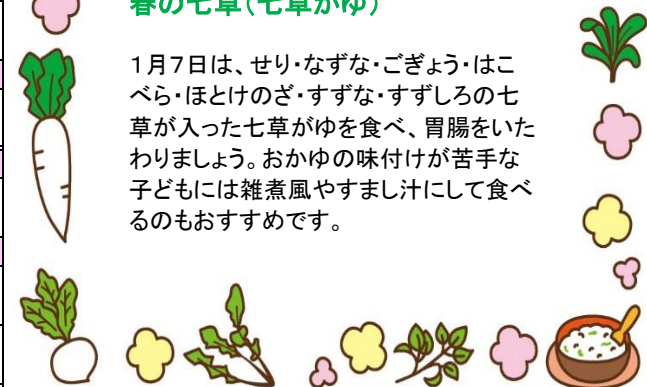 春の七草（七草がゆ）
１月７日は、せり・なずな・ごぎょう・はこ
べら・ほとけのざ・すずな・すずしろの七
草が入った七草がゆを食べ、胃腸をいた
わりましょう。おかゆの味付けが苦手な
子どもには雑煮風やすまし汁にして食べ
るのもおすすめです。